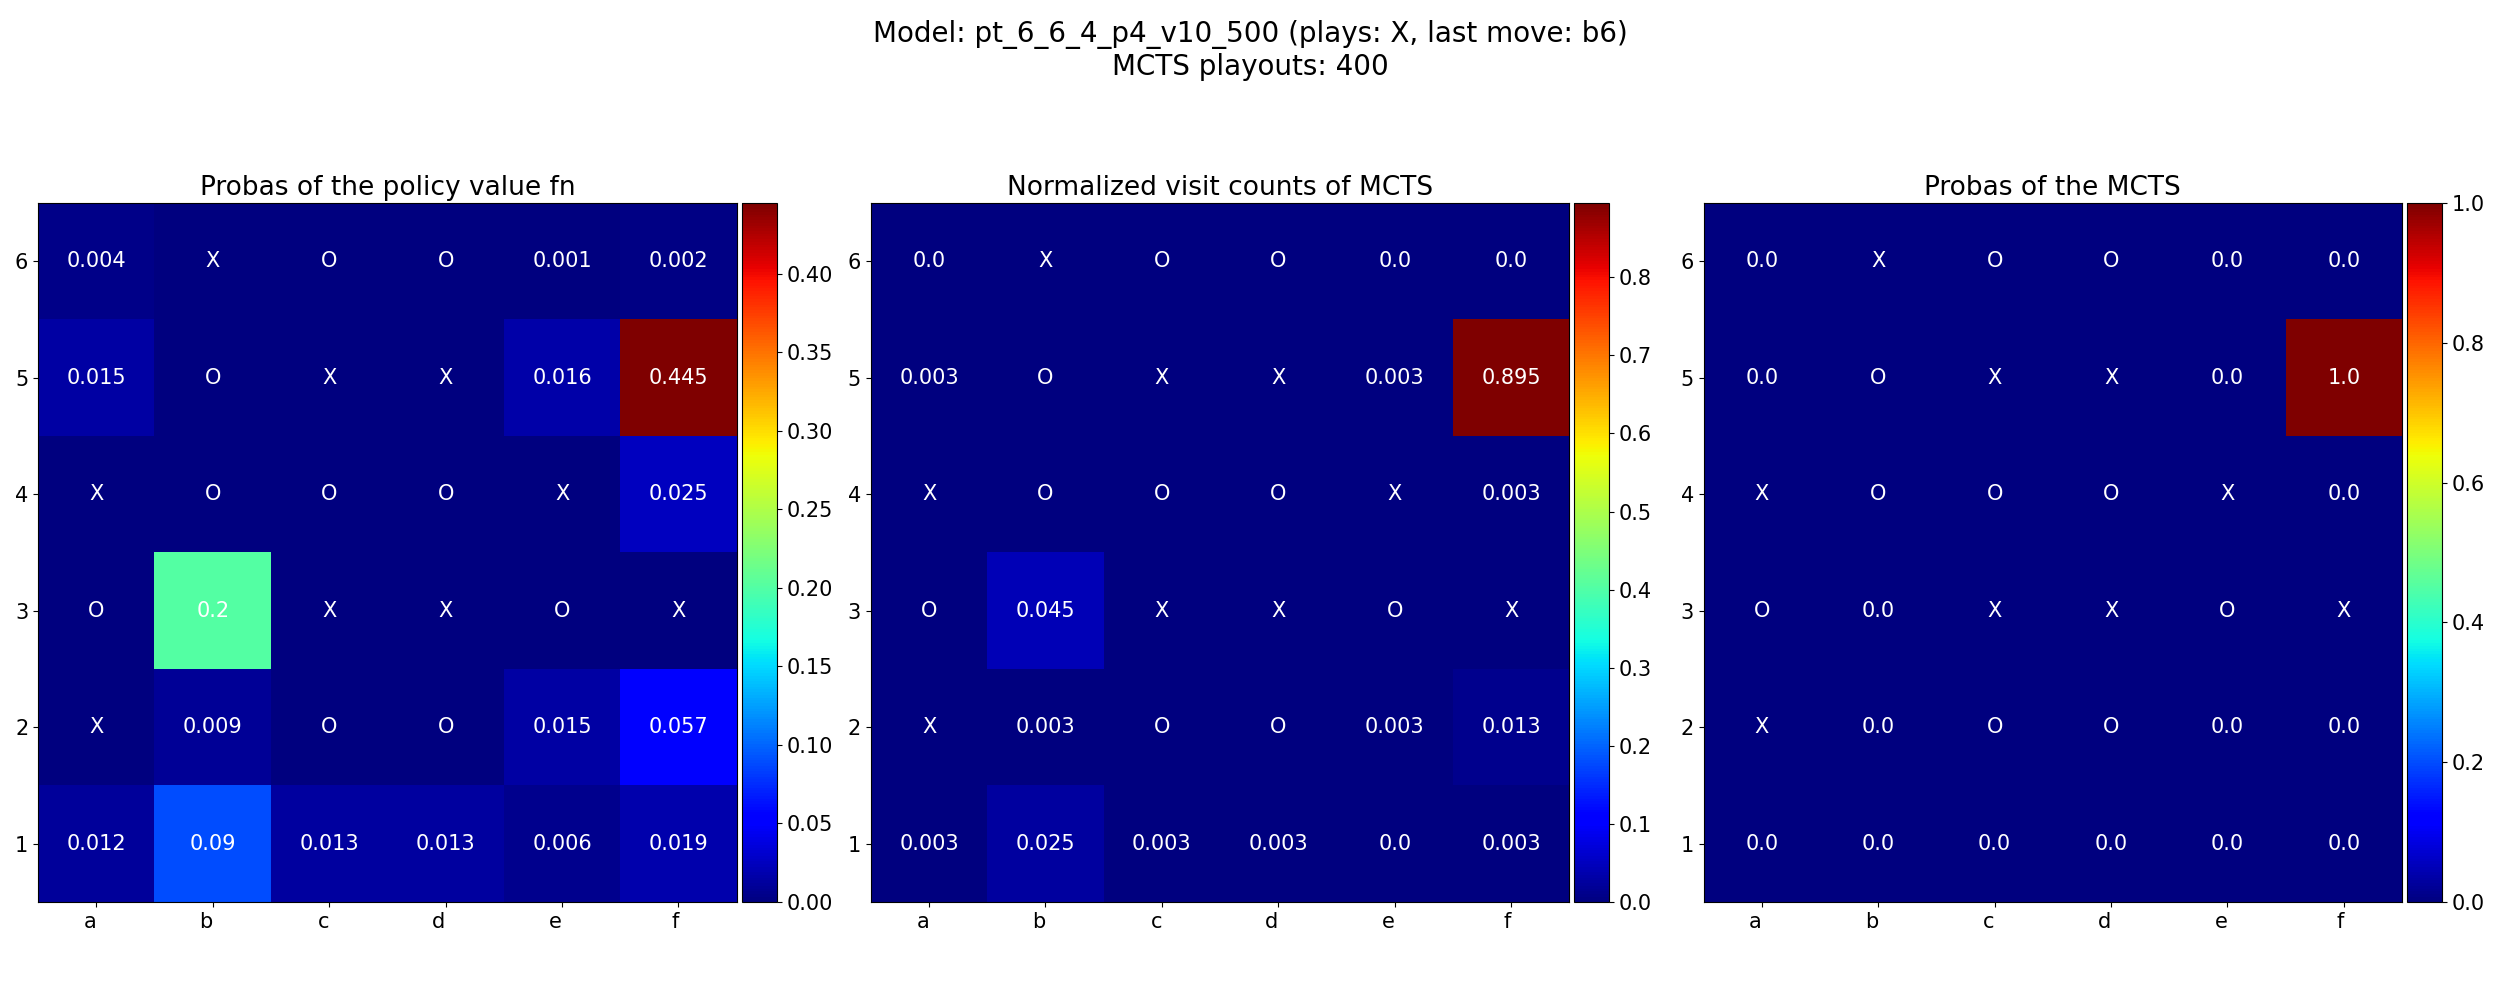 Model: pt_6_6_4_p4_v10_500 (plays: X, last move: b6)
MCTS playouts: 400
Probas of the policy value fn
6 0.004 X O O 0.001 0.002
5 0.015 O X X 0.016 0.445
4 X O O O X 0.025
3 O 0.2 X X O X
2 X 0.009 O O 0.015 0.057
1 0.012 0.09 0.013 0.013 0.006 0.019
a b c d e f
0.40
0.35
0.30
0.25
0.20
0.15
0.10
0.05
0.00
Normalized visit counts of MCTS
6 0.0 X O O 0.0 0.0
5 0.003 O X X 0.003 0.895
4 X O O O X 0.003
3 O 0.045 X X O X
2 X 0.003 O O 0.003 0.013
1 0.003 0.025 0.003 0.003 0.0 0.003
a b c d e f
0.8
0.7
0.6
0.5
0.4
0.3
0.2
0.1
0.0
Probas of the MCTS
6 0.0 X O O 0.0 0.0
5 0.0 O X X 0.0 1.0
4 X O O O X 0.0
3 O 0.0 X X O X
2 X 0.0 O O 0.0 0.0
1 0.0 0.0 0.0 0.0 0.0 0.0
a b c d e f
1.0
0.8
0.6
0.4
0.2
0.0